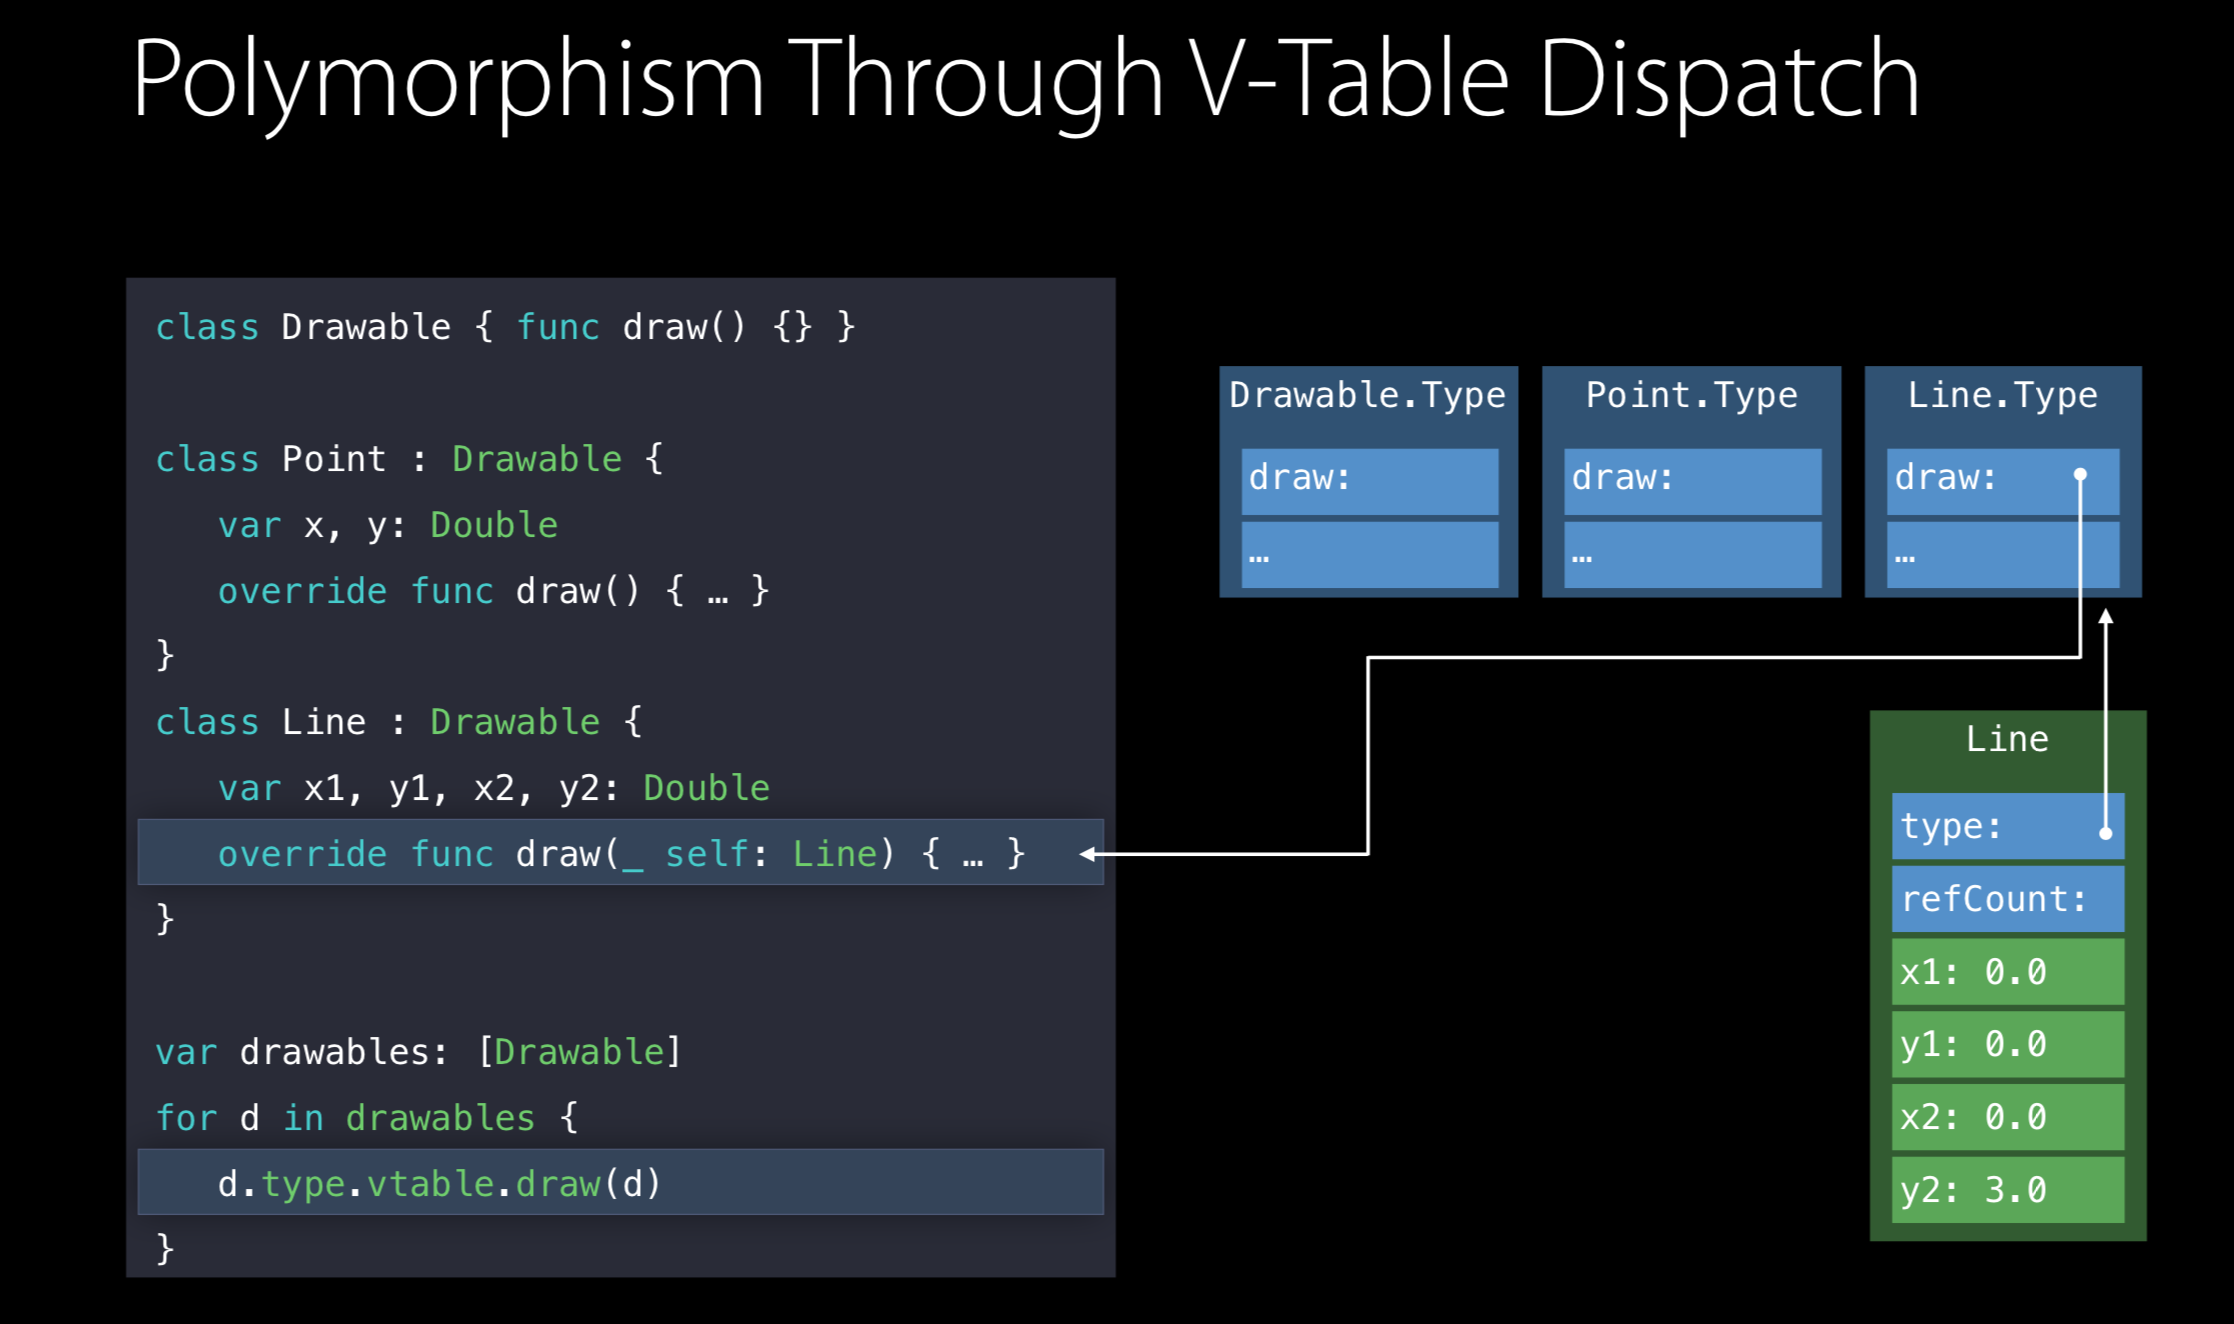 Polymorphism Through V-Table Dispatch
class Drawable { func draw() {} }
class Point : Drawable {
var x, y: Double
override func draw() { … }
}
class Line : Drawable {
var x1, y1, x2, y2: Double
override func draw(_ self: Line) { … }
}
var drawables: [Drawable]
for d in drawables {
d.type.vtable.draw(d)
}
Drawable.Type
draw:
…
Point.Type
draw:
…
Line.Type
draw:
…
Line
type:
refCount:
x1: 0.0
y1: 0.0
x2: 0.0
y2: 3.0